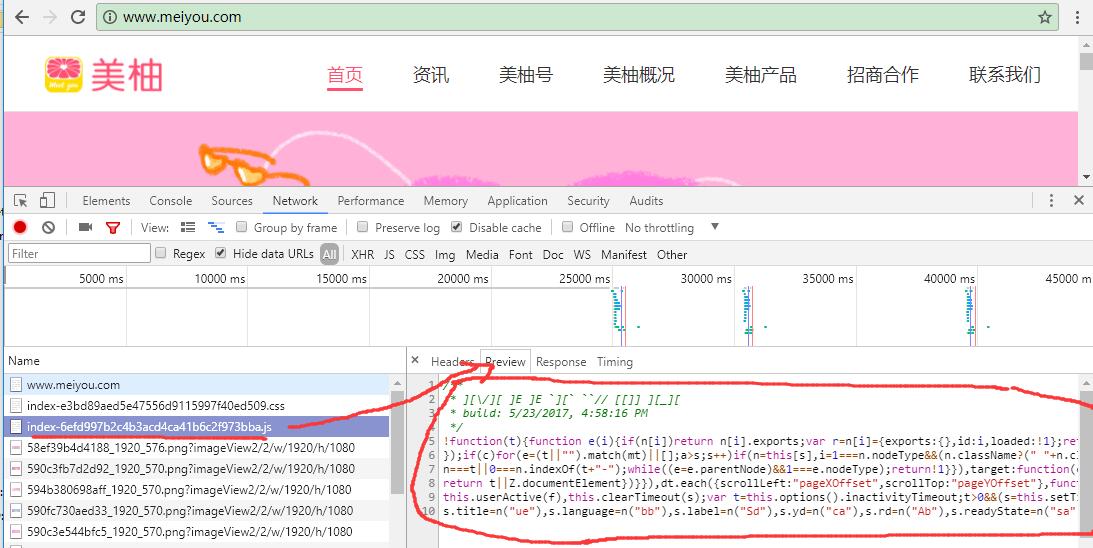 www.meiyou.com
美柚
Meet you
首页 资讯 美柚号 美柚概况 美柚产品 招商合作 联系我们
Elements Console Sources Network Performance Memory Application Security Audits
View: Group by frame Preserve log Disable cache Offline No throttling
Filter Regex Hide data URLs All XHR JS CSS Img Media Font Doc WS Manifest Other
5000 ms 10000 ms 15000 ms 20000 ms 25000 ms 30000 ms 35000 ms 40000 ms 45000 m
Name
Headers Preview Response Timing
www.meiyou.com
index-e3bd89aed5e47556d9115997f40ed509.css
index-6efd997b2c4b3acd4ca41b6c2f973bba.js
58ef39b4d4188_1920_576.png?imageView2/2/w/1920/h/1080
590c3fb7d2d92_1920_570.png?imageView2/2/w/1920/h/1080
594b380698aff_1920_570.png?imageView2/2/w/1920/h/1080
590fc730aed33_1920_570.png?imageView2/2/w/1920/h/1080
590c3e544bfc5_1920_570.png?imageView2/2/w/1920/h/1080
1
2 * ][\/][ ]E ]E `][` ``// [[]] ][_][
3 * build: 5/23/2017, 4:58:16 PM
4 */
5 !function(t){function e(i){if(n[i])return n[i].exports;var r=n[i]={exports:{},id:i,loaded:!1};ret
6 });if(c)for(e=(t||"").match(mt)||[];a>s;s++)if(n=this[s],i=1===n.nodeType&&(n.className?(" "+n.cl
7 n===t||0===n.indexOf(t+"-");while((e=e.parentNode)&&1===e.nodeType);return!1}}),target:function(e
8 return t||Z.documentElement})}}),dt.each({scrollLeft:"pageXOffset",scrollTop:"pageYOffset"},funct
9 this.userActive(f),this.clearTimeout(s);var t=this.options().inactivityTimeout;t>0&&(s=this.setTi
10 s.title=n("ue"),s.language=n("bb"),s.label=n("Sd"),s.yd=n("ca"),s.rd=n("Ab"),s.readyState=n("sa"